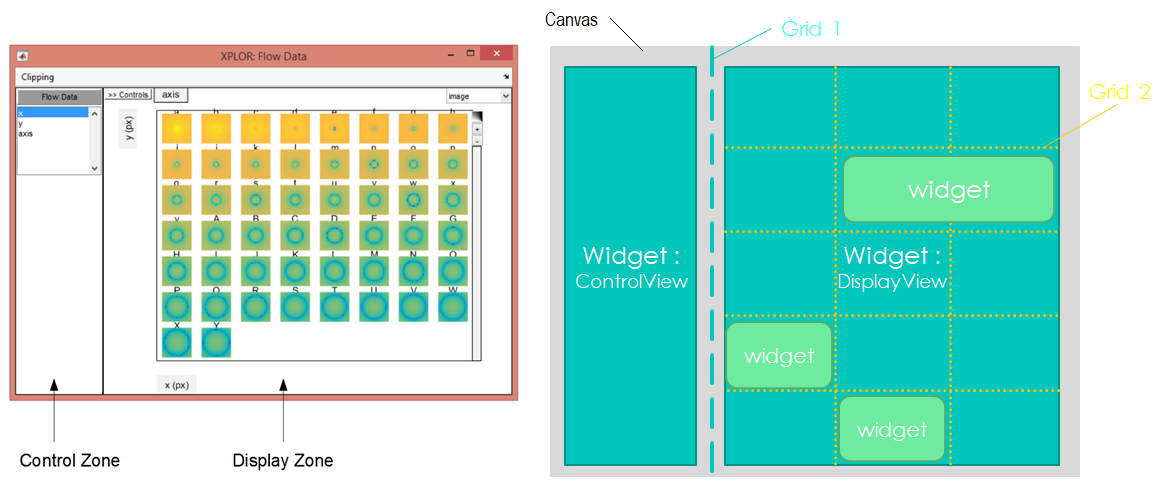 XPLOR: Flow Data
Clipping
Flow Data
x
y
axis
>> Controls
axis
image
y (px)
+
-
a b c d e f g h
i j k l m n o p
q r s t u v w x
y A B C D E F G
H I J K L M N O
P Q R S T U V W
X Y
x (px)
Control Zone
Display Zone
Canvas
Grid 1
Grid 2
Widget :
ControlView
widget
Widget :
DisplayView
widget
widget